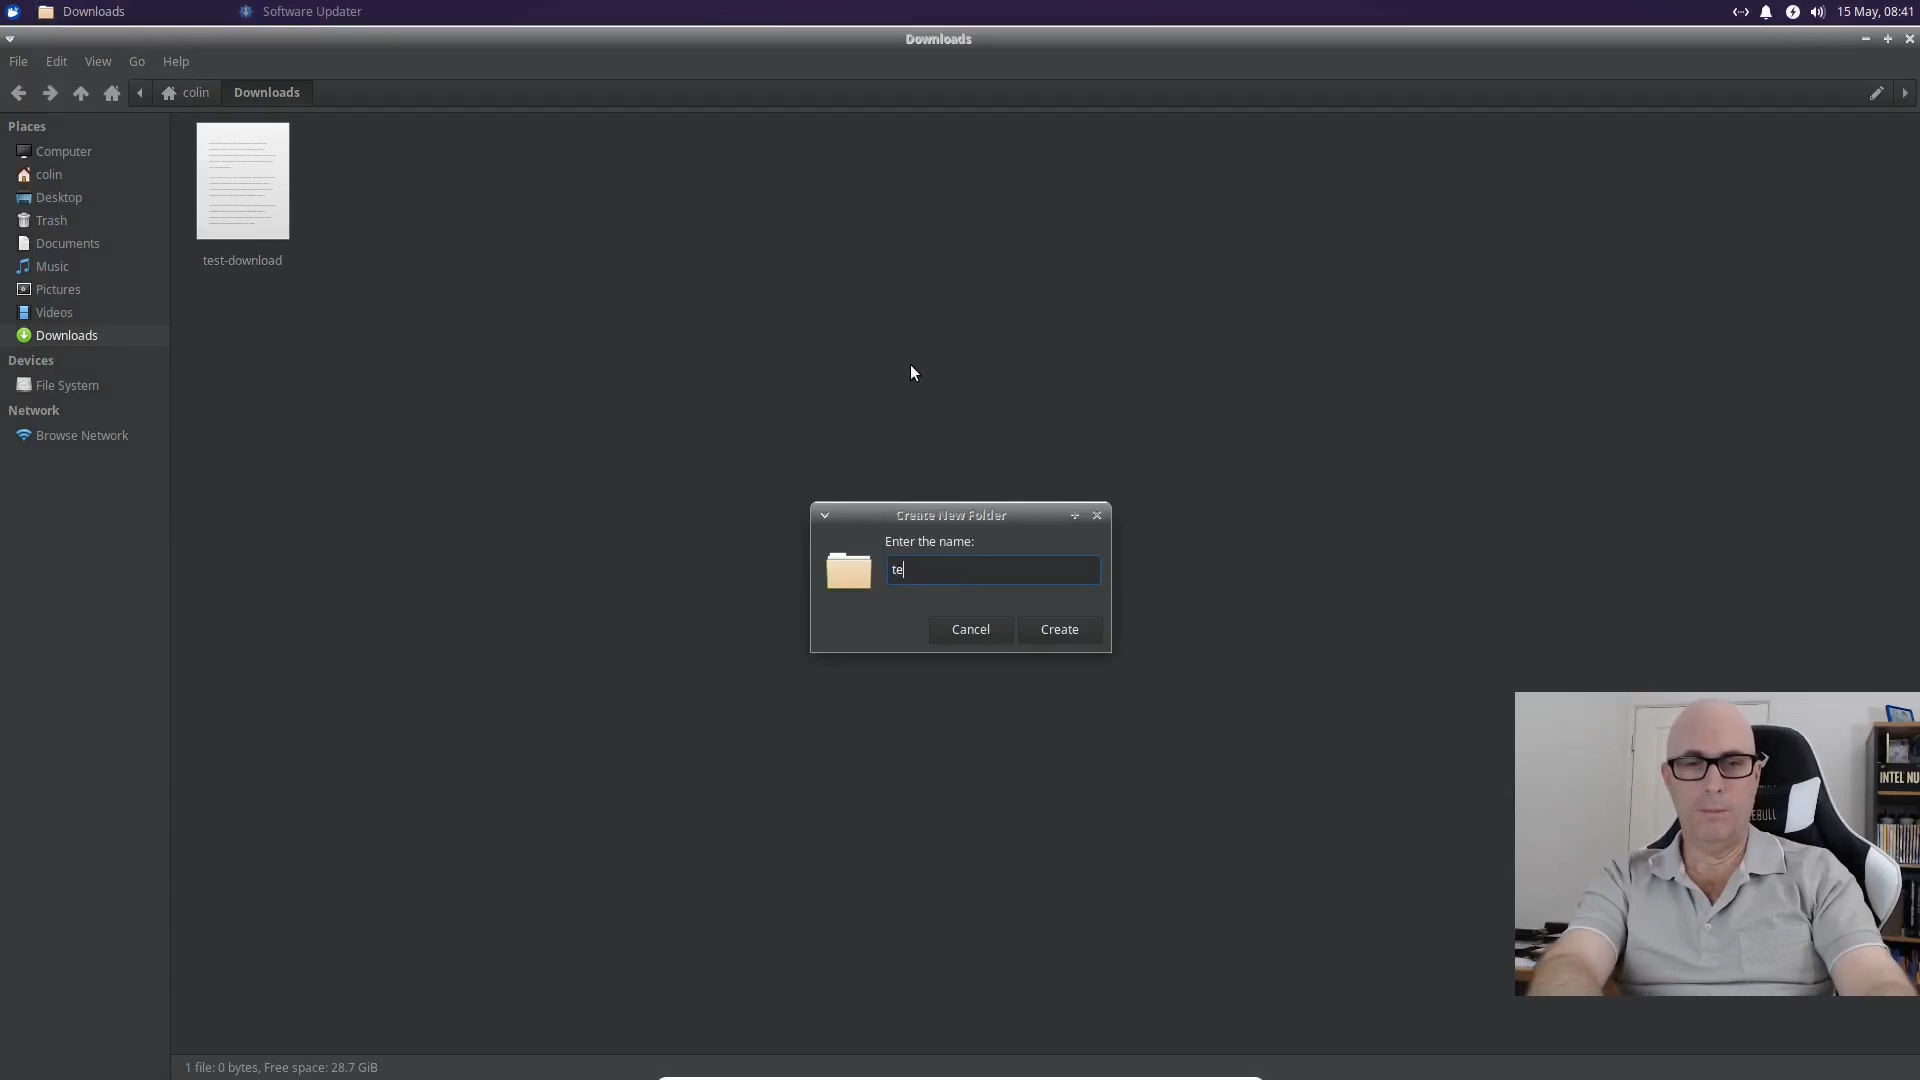 Downloads
Software Updater
15 May, 08:41
Downloads
File Edit View Go Help
colin
Downloads
Places
Computer
colin
Desktop
Trash
Documents
Music
Pictures
Videos
Downloads
Devices
File System
Network
Browse Network
test-download
Create New Folder
Enter the name:
te
Cancel
Create
INTEL NU
EBULL
1 file: 0 bytes, Free space: 28.7 GiB